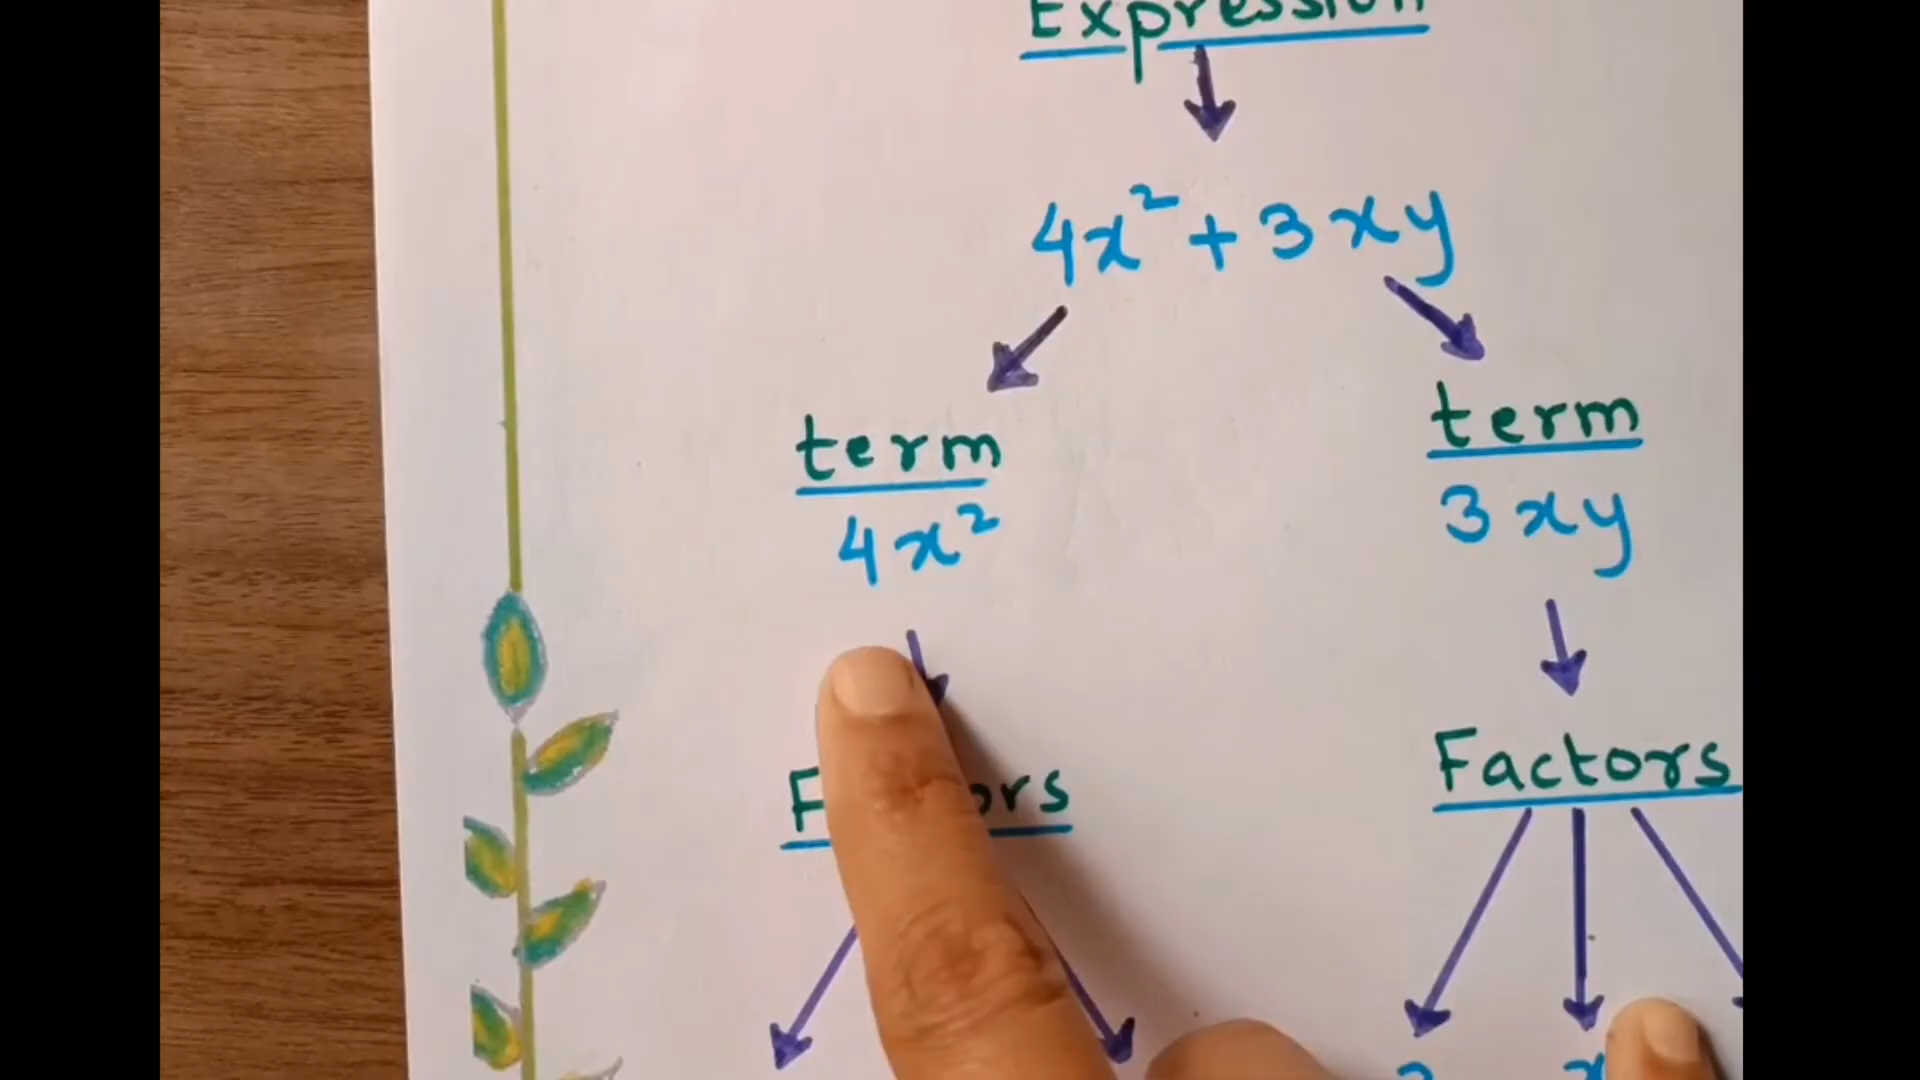 Expression
4x² + 3xy
term
4x²
term
3xy
Factors
x